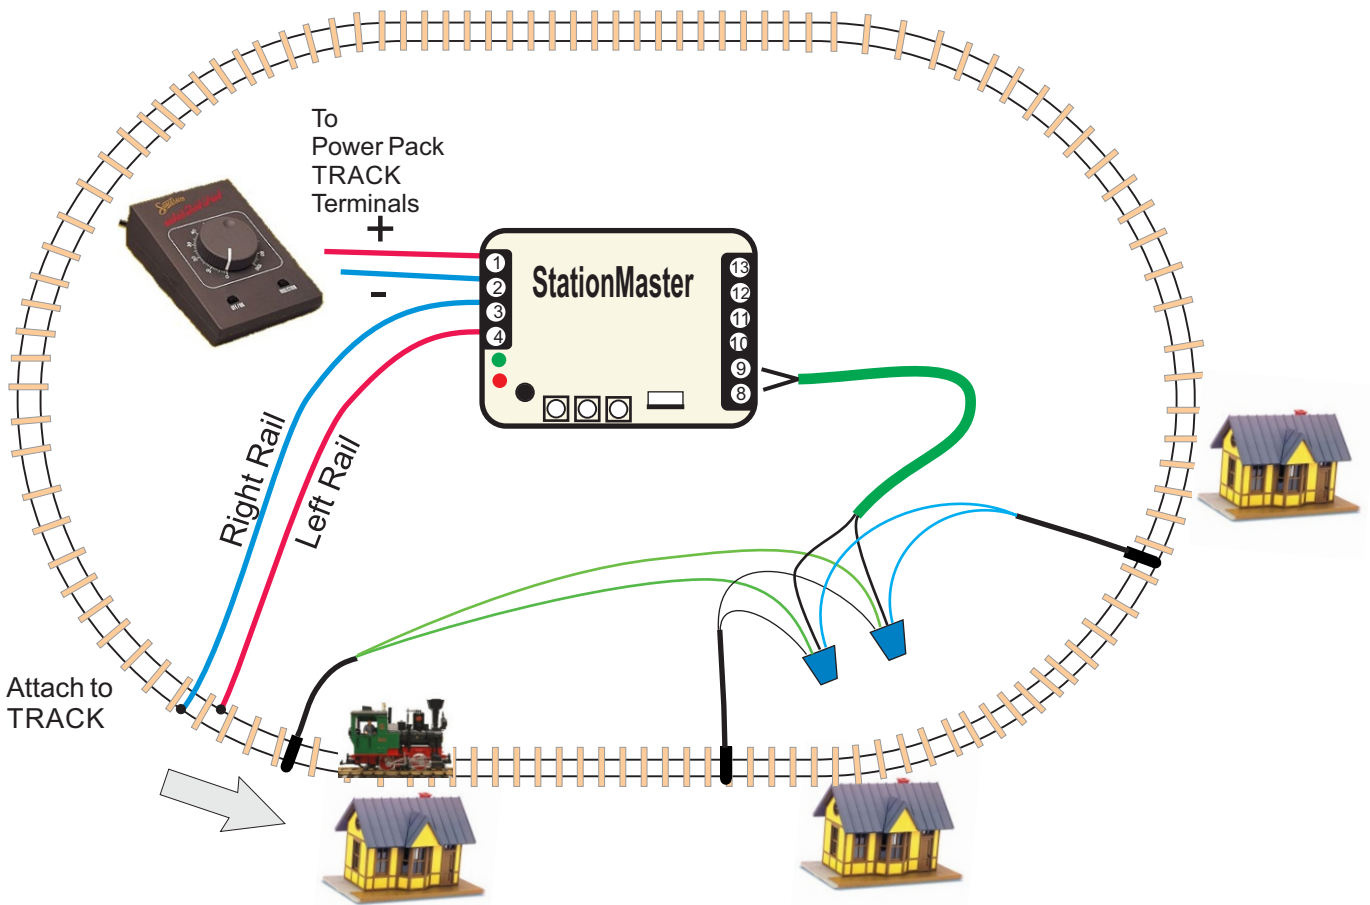 To
Power Pack
TRACK
Terminals
+
-
1
2
3
4
StationMaster
13
12
11
10
9
8
Right Rail
Left Rail
Attach to
TRACK